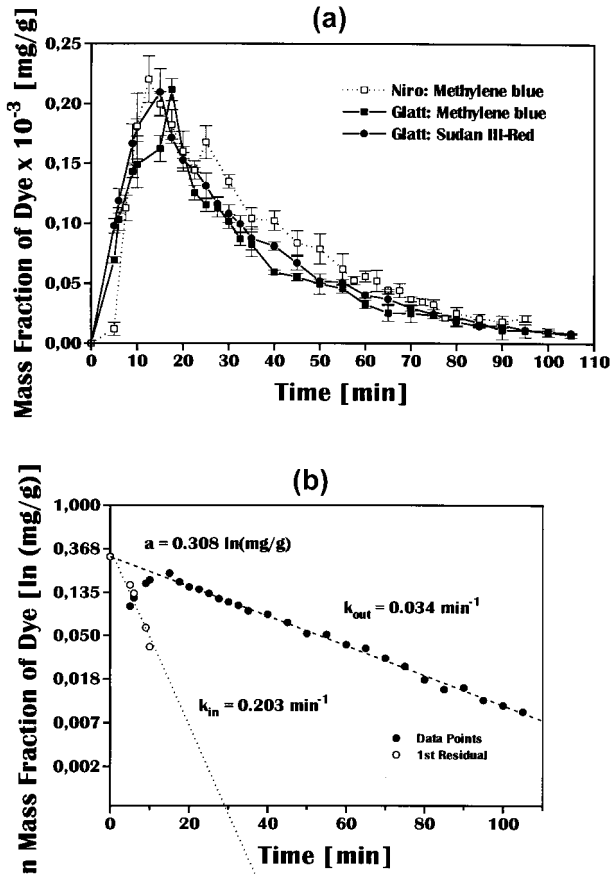 (a)
Mass Fraction of Dye x 10⁻³ [mg/g]
0,25
0,20
0,15
0,10
0,05
0,00
Niro: Methylene blue
Glatt: Methylene blue
Glatt: Sudan III-Red
0 10 20 30 40 50 60 70 80 90 100 110
Time [min]
(b)
n Mass Fraction of Dye [ln (mg/g)]
1,000
0,368
0,135
0,050
0,018
0,007
0,002
a = 0.308 ln(mg/g)
k_out = 0.034 min⁻¹
k_in = 0.203 min⁻¹
Data Points
1st Residual
0 20 40 60 80 100
Time [min]